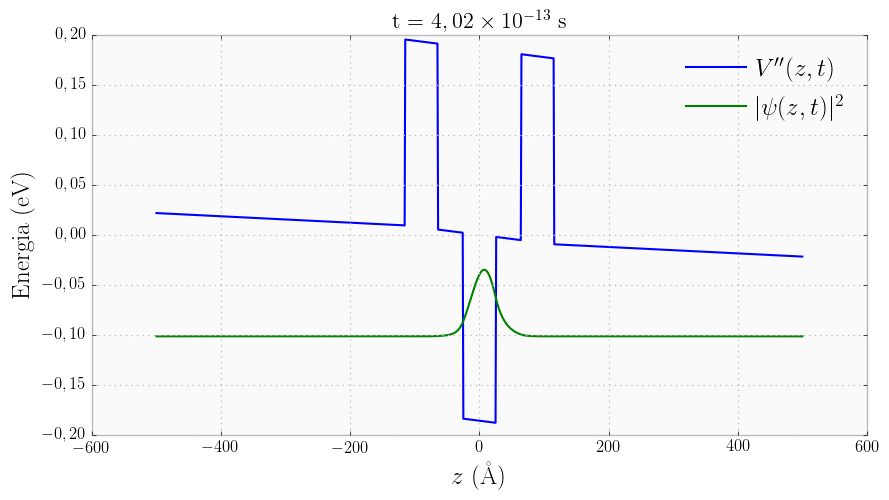 t = 4,02 × 10⁻¹³ s
0,20
0,15
0,10
0,05
0,00
−0,05
−0,10
−0,15
−0,20
Energia (eV)
V′′(z, t)
|ψ(z, t)|²
−600 −400 −200 0 200 400 600
z (Å)